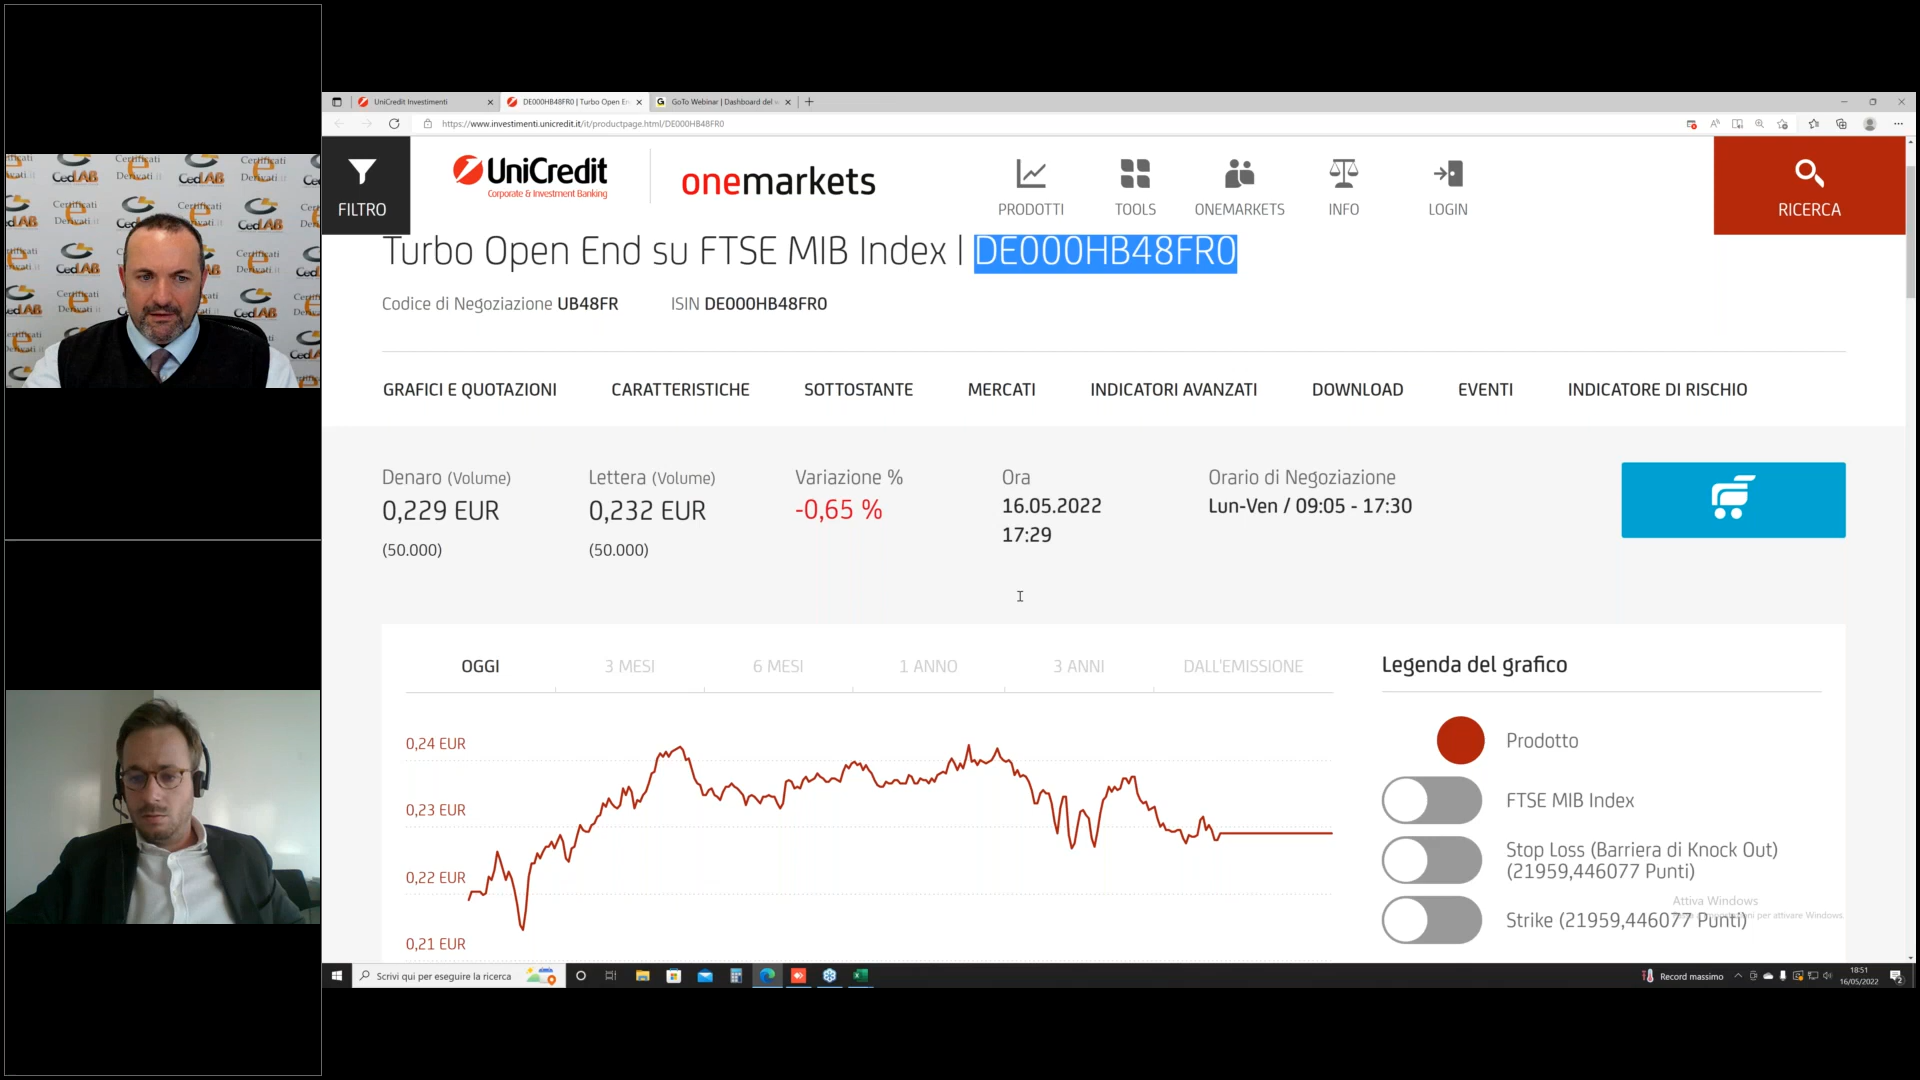 UniCredit Investimenti
DE000HB48FR0 | Turbo Open En
GoTo Webinar | Dashboard del
https://www.investimenti.unicredit.it/it/productpage.html/DE000HB48FR0
FILTRO
UniCredit
Corporate & Investment Banking
onemarkets
PRODOTTI
TOOLS
ONEMARKETS
INFO
LOGIN
RICERCA
Turbo Open End su FTSE MIB Index | DE000HB48FR0
Codice di Negoziazione UB48FR
ISIN DE000HB48FR0
GRAFICI E QUOTAZIONI
CARATTERISTICHE
SOTTOSTANTE
MERCATI
INDICATORI AVANZATI
DOWNLOAD
EVENTI
INDICATORE DI RISCHIO
Denaro (Volume)
0,229 EUR
(50.000)
Lettera (Volume)
0,232 EUR
(50.000)
Variazione %
-0,65 %
Ora
16.05.2022
17:29
Orario di Negoziazione
Lun-Ven / 09:05 - 17:30
OGGI
3 MESI
6 MESI
1 ANNO
3 ANNI
DALL'EMISSIONE
0,24 EUR
0,23 EUR
0,22 EUR
0,21 EUR
Legenda del grafico
Prodotto
FTSE MIB Index
Stop Loss (Barriera di Knock Out)
(21959,446077 Punti)
Strike (21959,446077 Punti)
Attiva Windows
per attivare Windows.
Scrivi qui per eseguire la ricerca
Record massimo
18:51
16/05/2022
Certificati
Derivati.it
CedLAB